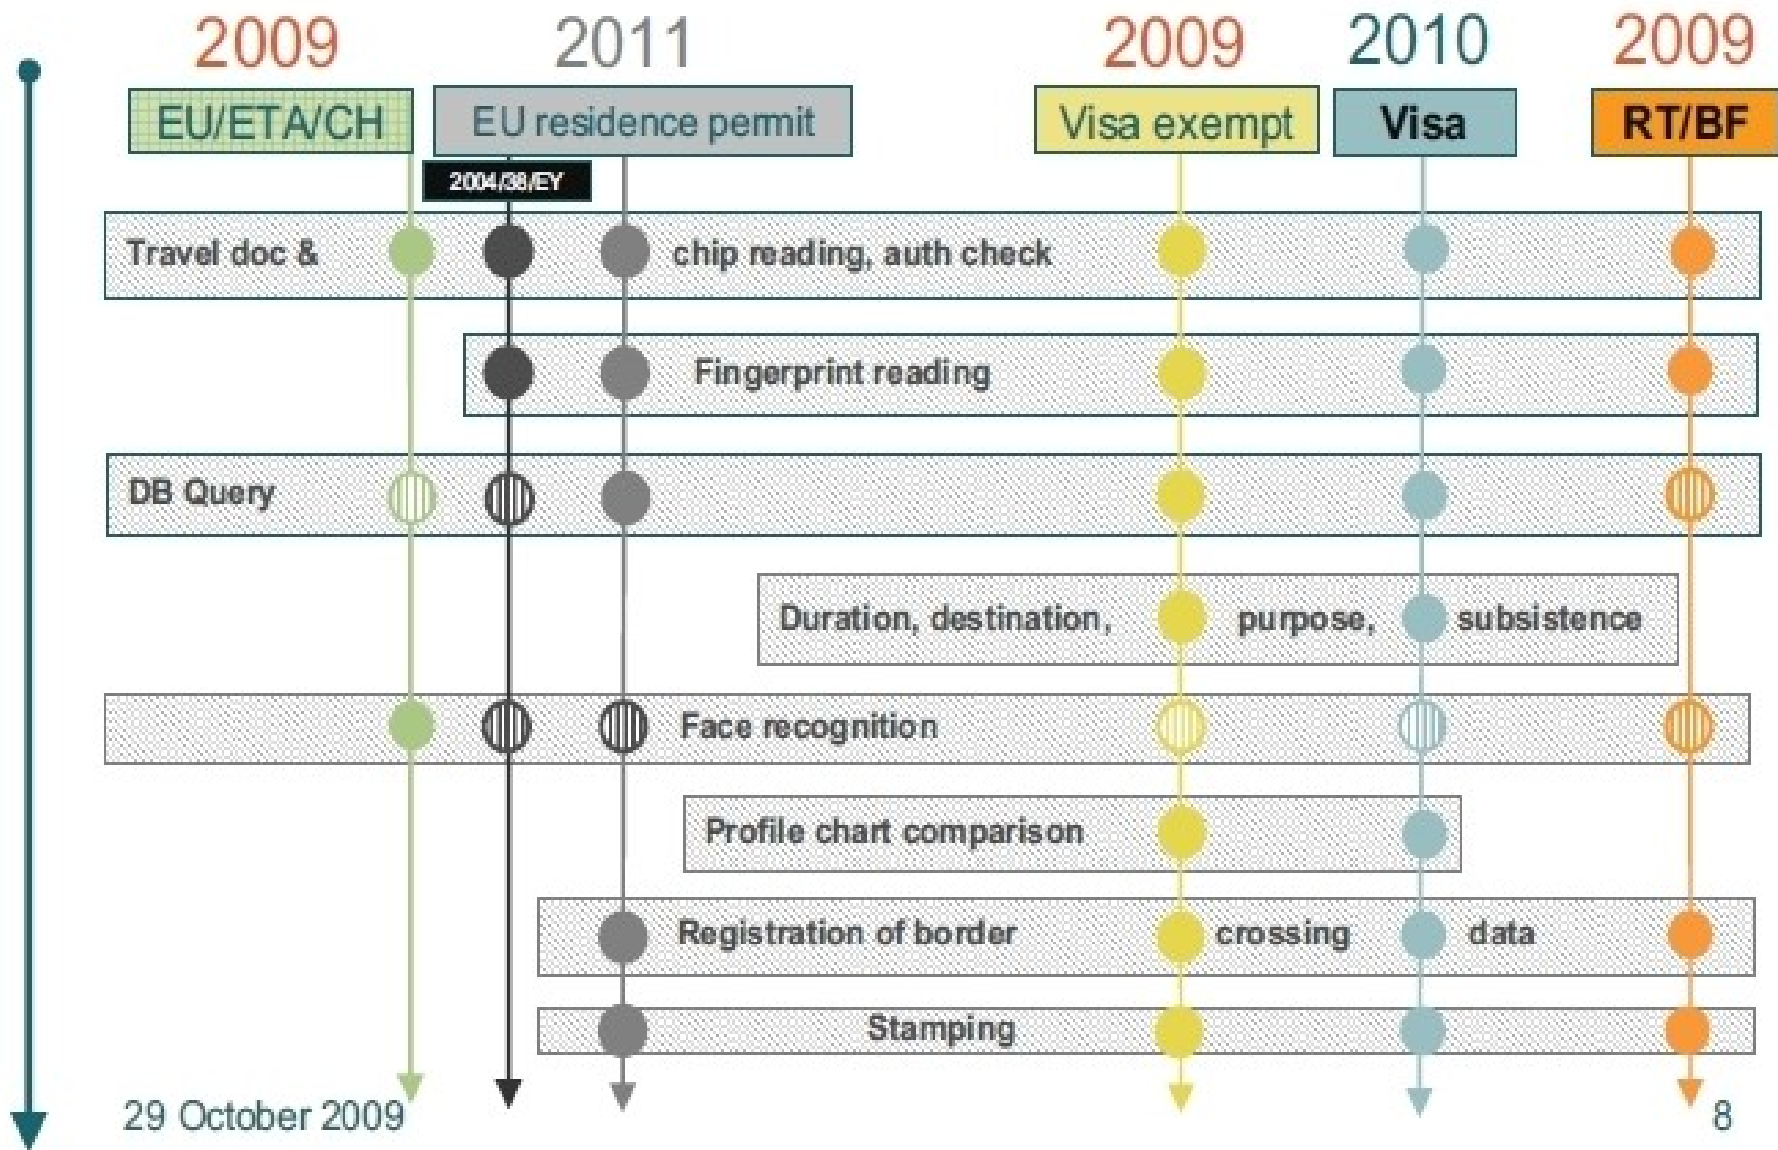 2009 2011 2009 2010 2009
EU/ETA/CH EU residence permit Visa exempt Visa RT/BF
2004/38/EY
Travel doc & chip reading, auth check
Fingerprint reading
DB Query
Duration, destination, purpose, subsistence
Face recognition
Profile chart comparison
Registration of border crossing data
Stamping
29 October 2009 8